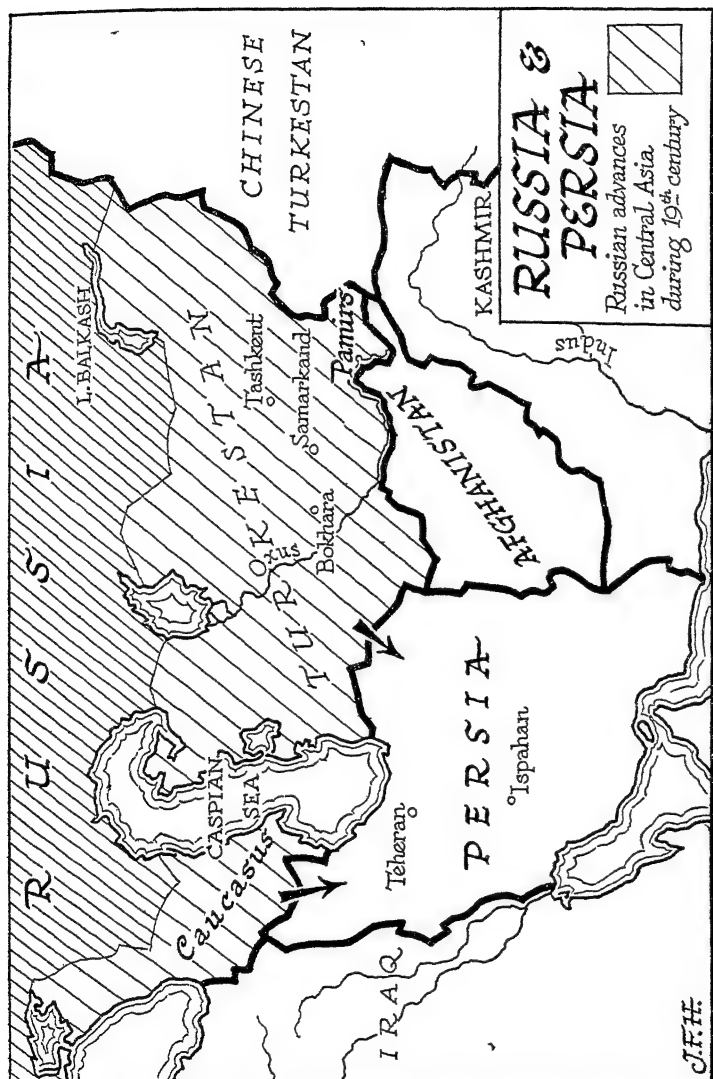 RUSSIA
L. BALKASH
CHINESE
TURKESTAN
TURKESTAN
Tashkent
Samarkand
Oxus
Bokhara
Pamirs
CASPIAN
SEA
Caucasus
AFGHANISTAN
KASHMIR
Indus
Teheran
PERSIA
Ispahan
IRAQ
RUSSIA &
PERSIA
Russian advances
in Central Asia
during 19th century
J.F.H.